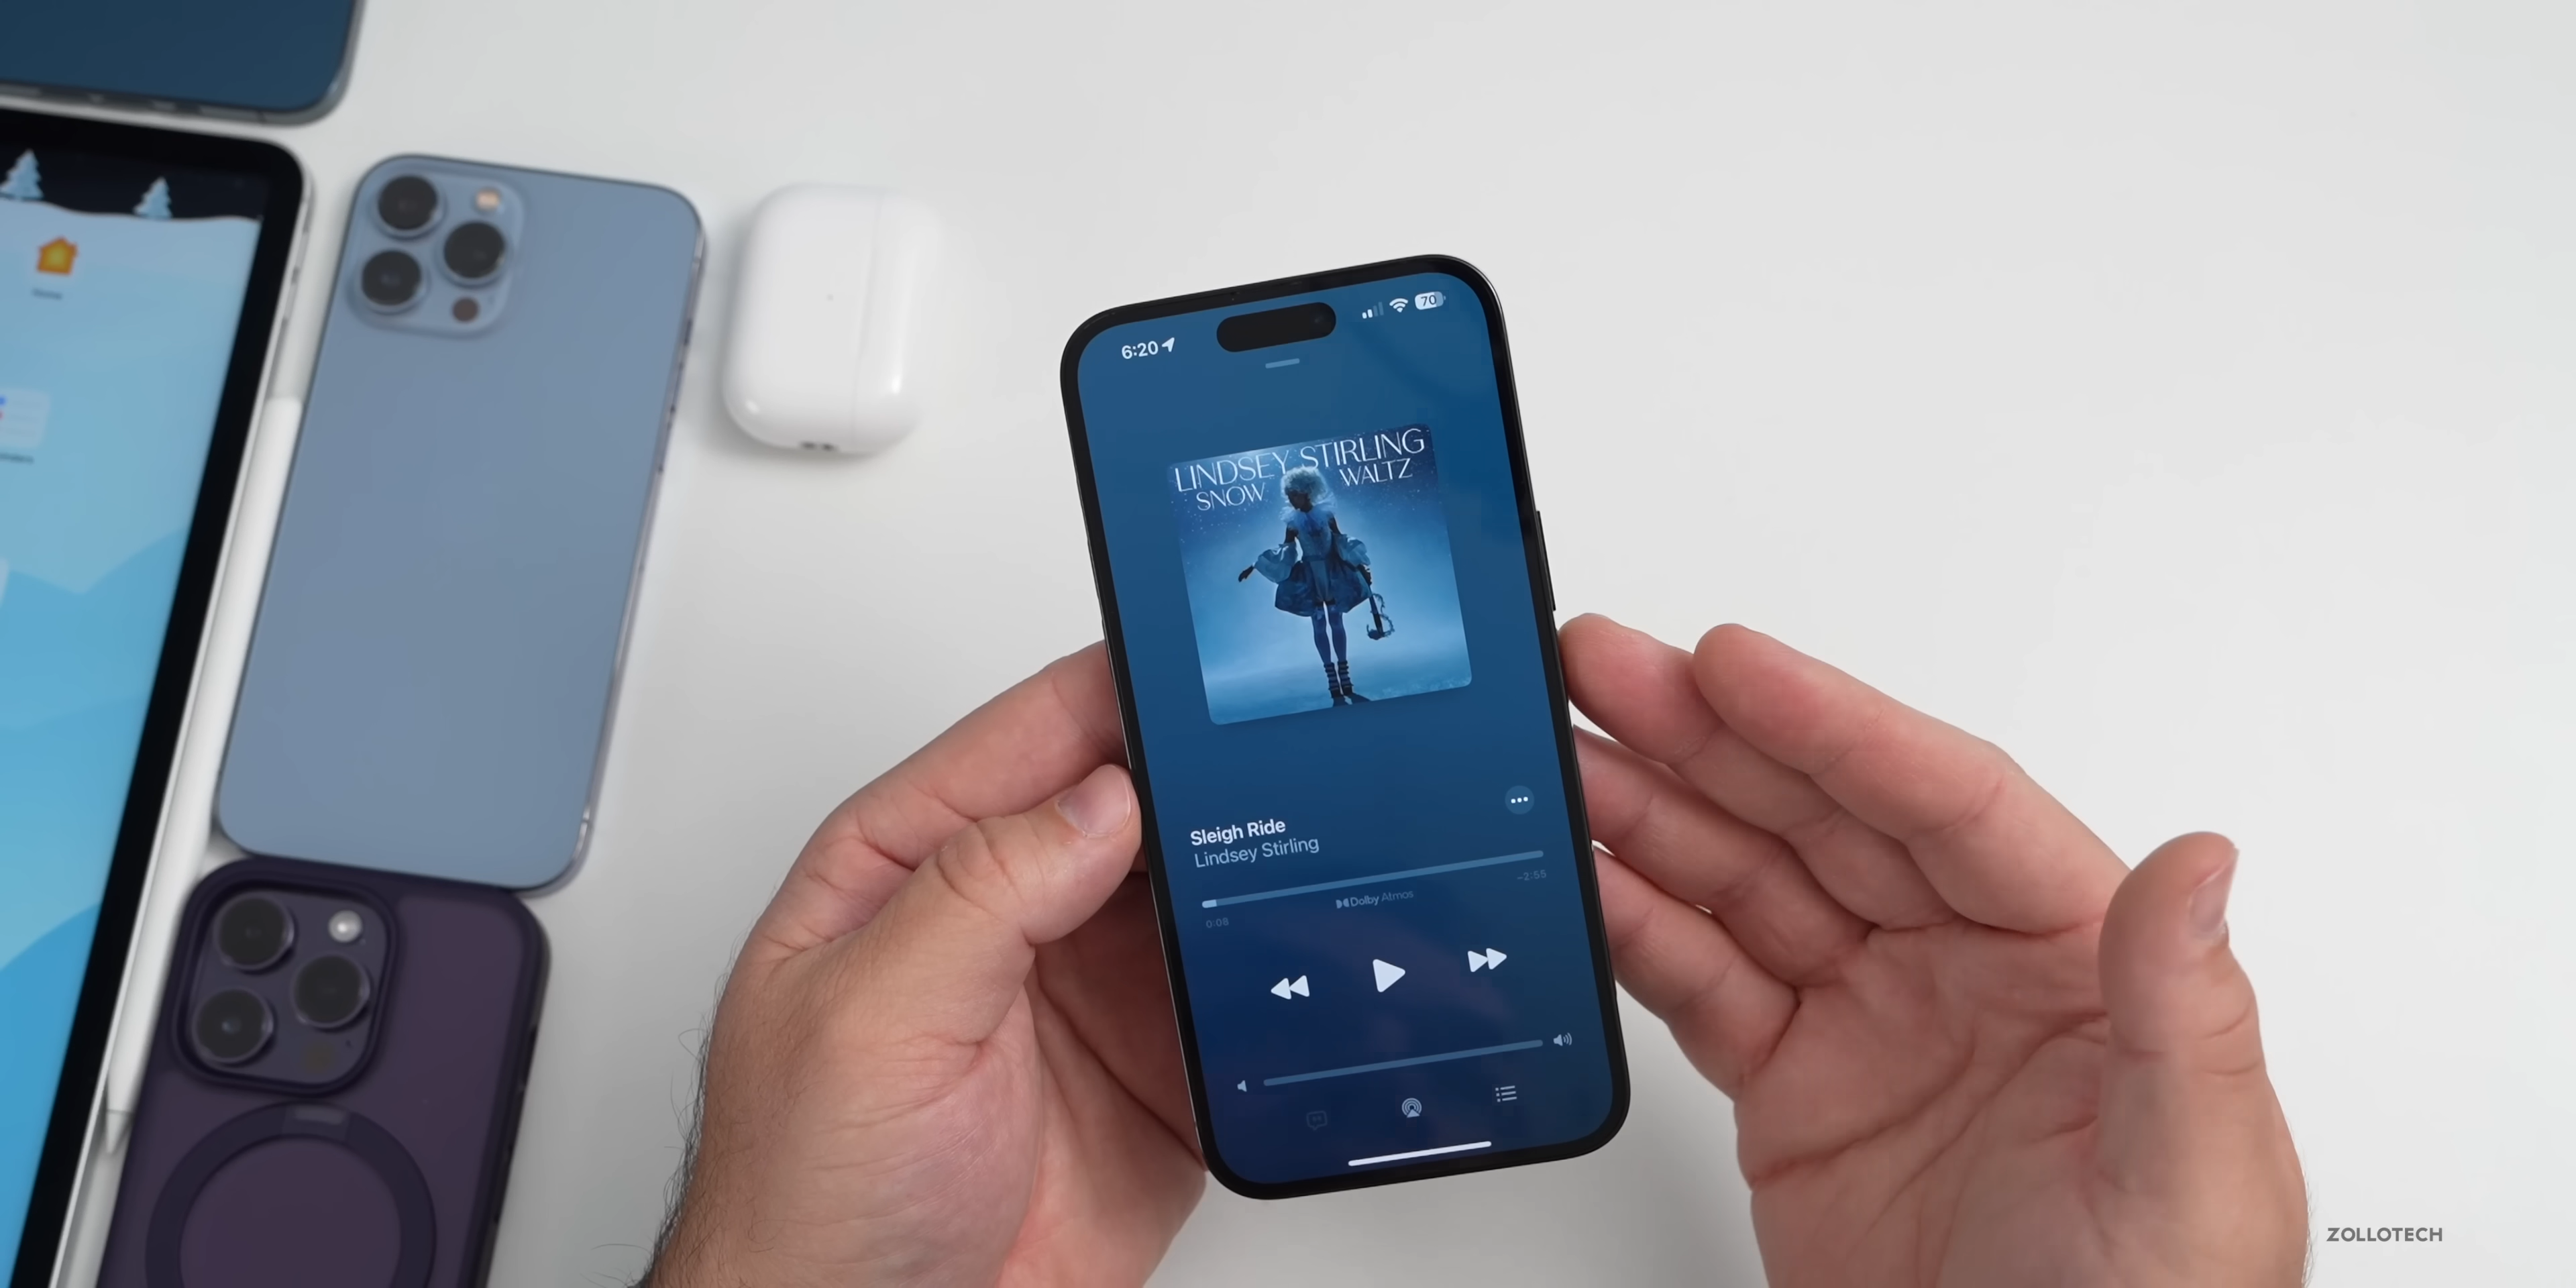 6:20
70
LINDSEY STIRLING
SNOW WALTZ
Sleigh Ride
Lindsey Stirling
0:08
Dolby Atmos
-2:55
ZOLLOTECH